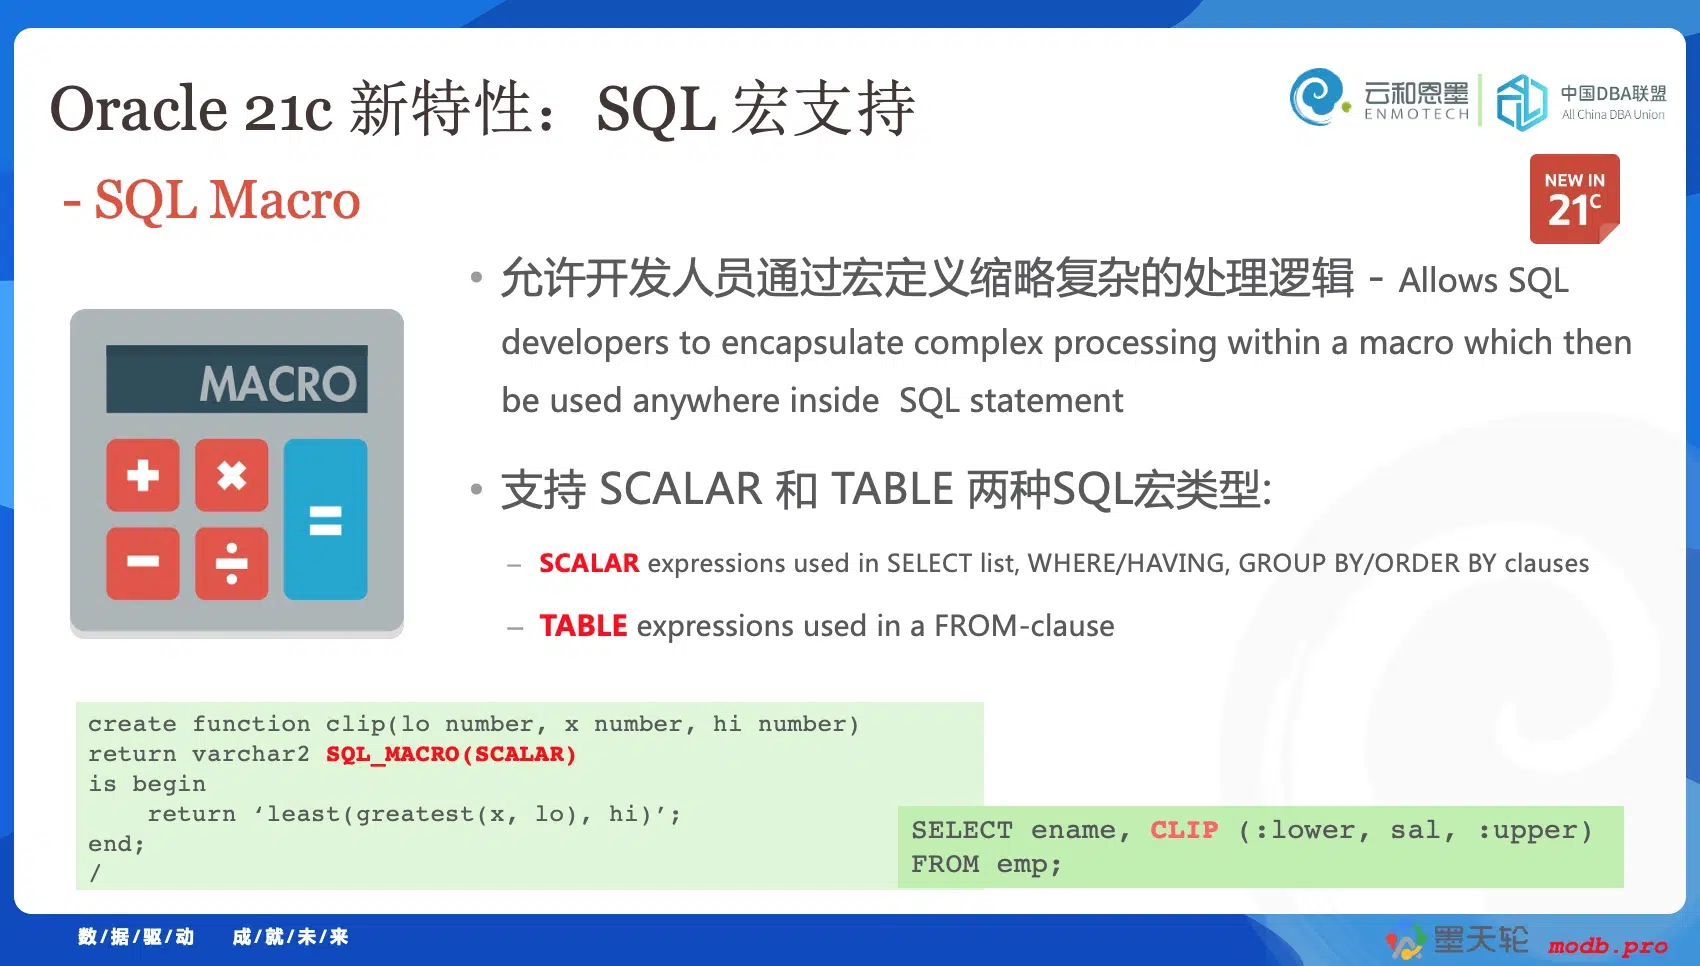 Oracle 21c 新特性：SQL 宏支持
云和恩墨
ENMOTECH
中国DBA联盟
All China DBA Union
- SQL Macro
NEW IN
21c
• 允许开发人员通过宏定义缩略复杂的处理逻辑 - Allows SQL
developers to encapsulate complex processing within a macro which then
be used anywhere inside SQL statement
MACRO
+ ×
=
− ÷
• 支持 SCALAR 和 TABLE 两种SQL宏类型:
– SCALAR expressions used in SELECT list, WHERE/HAVING, GROUP BY/ORDER BY clauses
– TABLE expressions used in a FROM-clause
create function clip(lo number, x number, hi number)
return varchar2 SQL_MACRO(SCALAR)
is begin
return ‘least(greatest(x, lo), hi)’;
end;
/
SELECT ename, CLIP (:lower, sal, :upper)
FROM emp;
数/据/驱/动 成/就/未/来
墨天轮 modb.pro